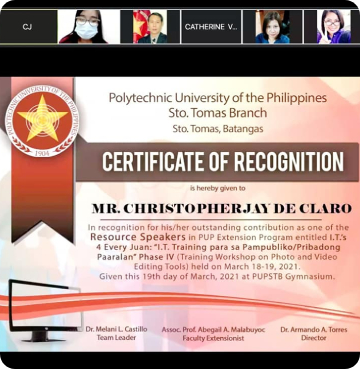 CJ
CATHERINE V...
POLYTECHNIC UNIVERSITY OF THE PHILIPPINES
1904
Polytechnic University of the Philippines
Sto. Tomas Branch
Sto. Tomas, Batangas
CERTIFICATE OF RECOGNITION
is hereby given to
MR. CHRISTOPHERJAY DE CLARO
In recognition for his/her outstanding contribution as one of the
Resource Speakers in PUP Extension Program entitled I.T.'s
4 Every Juan: "I.T. Training para sa Pampubliko/Pribadong
Paaralan" Phase IV (Training Workshop on Photo and Video
Editing Tools) held on March 18-19, 2021.
Given this 19th day of March, 2021 at PUPSTB Gymnasium.
Dr. Melani L. Castillo
Team Leader
Assoc. Prof. Abegail A. Malabuyoc
Faculty Extensionist
Dr. Armando A. Torres
Director